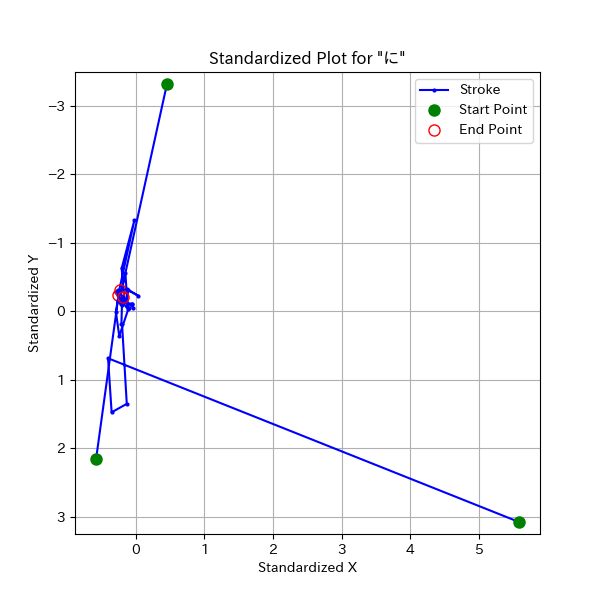 Standardized Plot for "に"
Stroke
Start Point
End Point
Standardized Y
−3
−2
−1
0
1
2
3
0 1 2 3 4 5
Standardized X